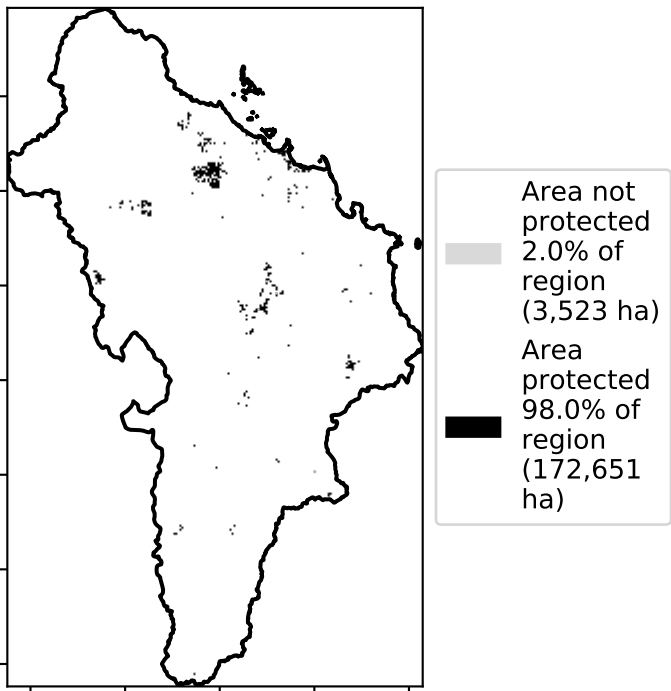 Area not
protected
2.0% of
region
(3,523 ha)
Area
protected
98.0% of
region
(172,651
ha)